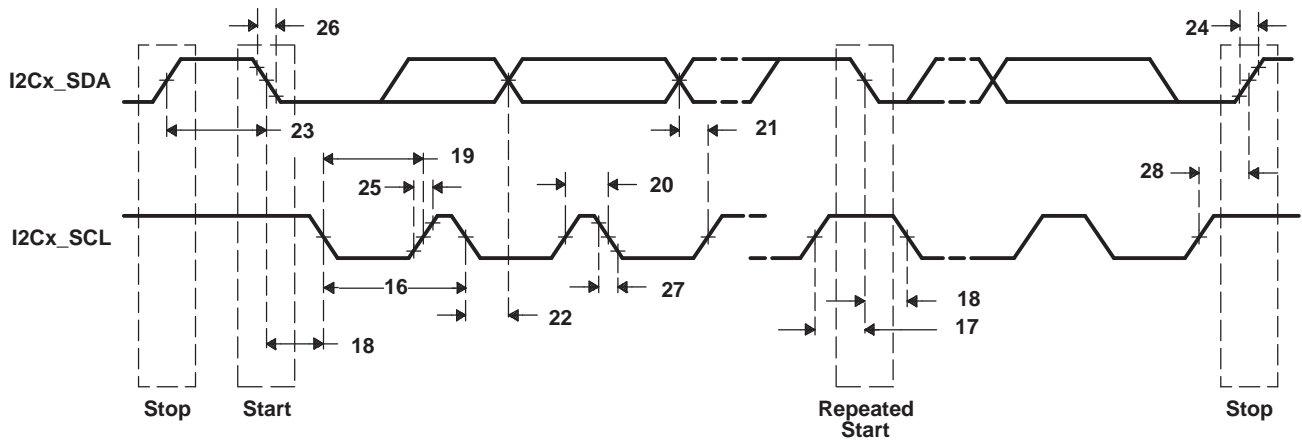 26
24
I2Cx_SDA
23
21
19
25
20
28
I2Cx_SCL
16
27
18
22
17
18
Stop
Start
Repeated
Start
Stop